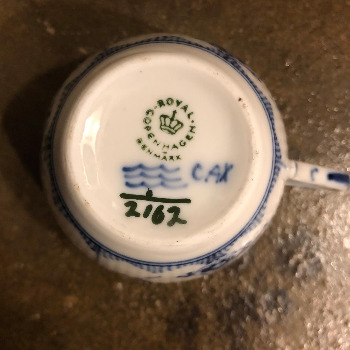 ROYAL
COPENHAGEN
DENMARK
CAX
2162